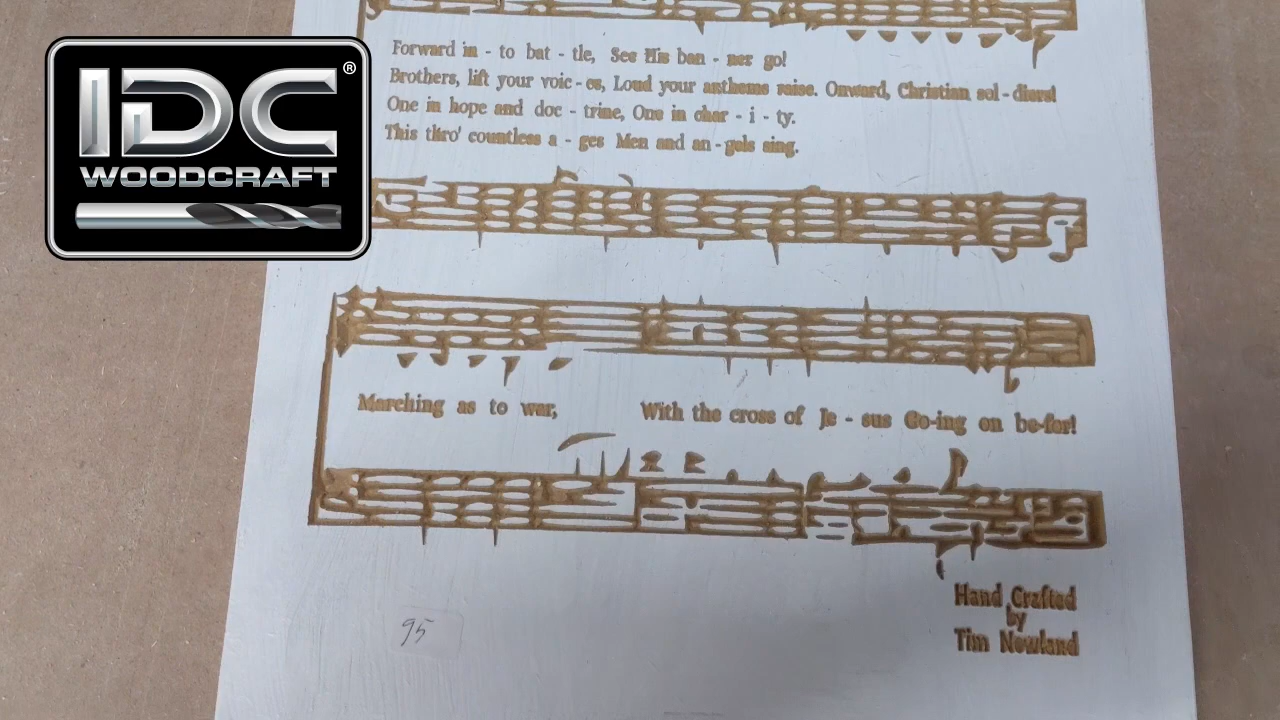 IDC®
WOODCRAFT
Forward in - to bat - tle, See His ban - ner go!
Brothers, lift your voic - es, Loud your anthems raise. Onward, Christian sol - diers!
One in hope and doc - trine, One in char - i - ty.
This thro' countless a - ges Men and an - gels sing.
Marching as to war, With the cross of Je - sus Go-ing on be-for!
Hand Crafted
by
Tim Newland
95